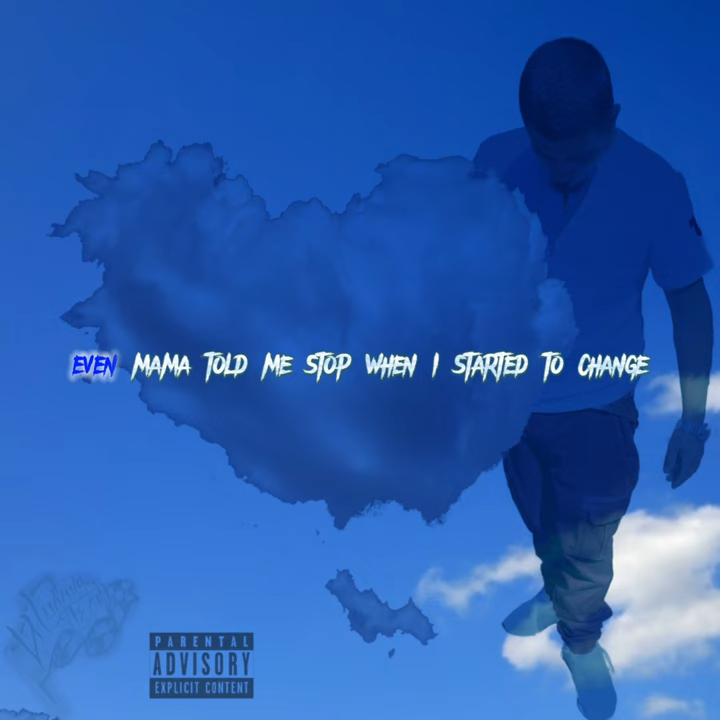 EVEN MAMA TOLD ME STOP WHEN I STARTED TO CHANGE
PARENTAL
ADVISORY
EXPLICIT CONTENT